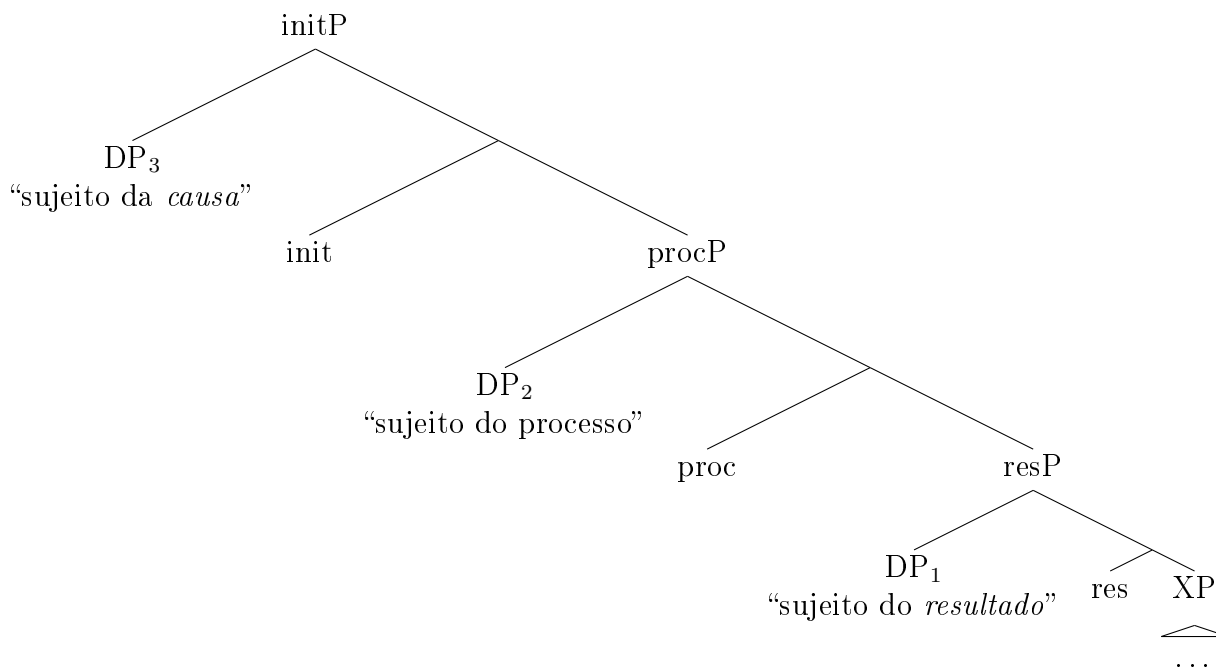 initP
DP₃
“sujeito da causa”
init
procP
DP₂
“sujeito do processo”
proc
resP
DP₁
“sujeito do resultado”
res
XP
...